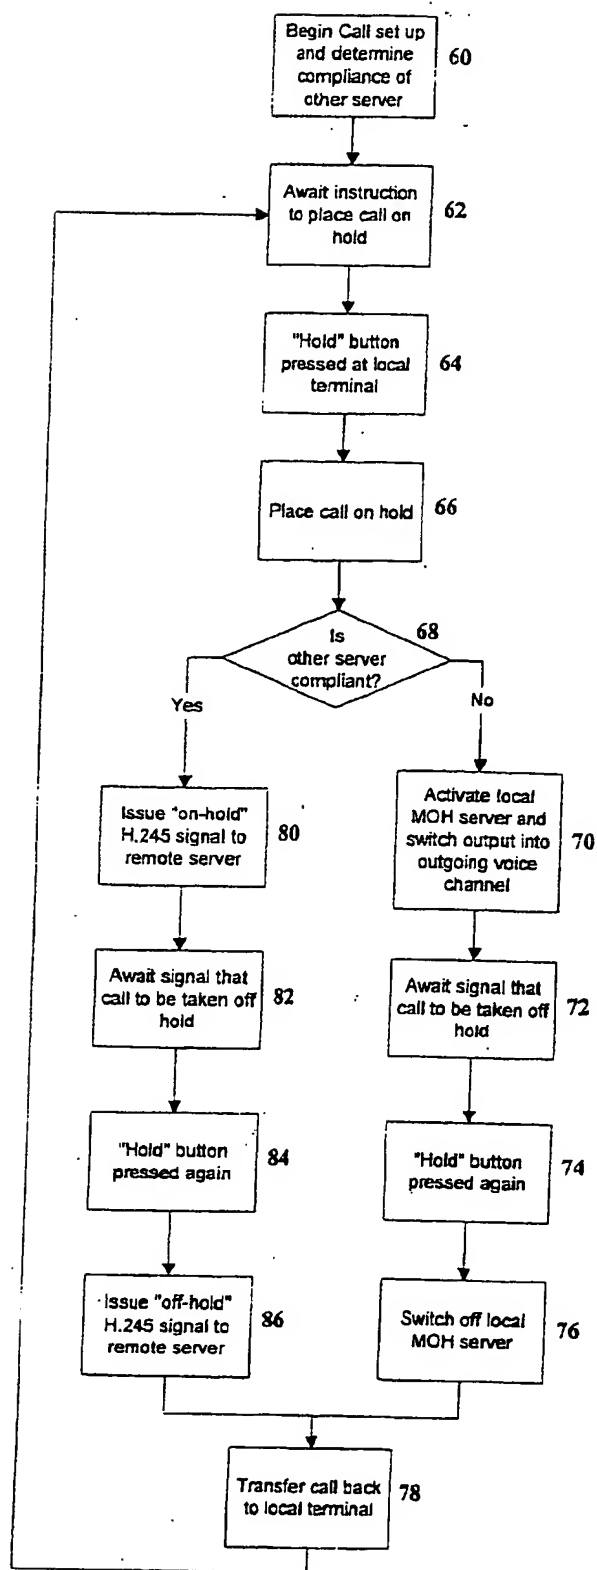 Begin Call set up
and determine
compliance of
other server
60
Await instruction
to place call on
hold
62
"Hold" button
pressed at local
terminal
64
Place call on hold
66
Is
other server
compliant?
68
Yes
No
Issue "on-hold"
H.245 signal to
remote server
80
Activate local
MOH server and
switch output into
outgoing voice
channel
70
Await signal that
call to be taken off
hold
82
Await signal that
call to be taken off
hold
72
"Hold" button
pressed again
84
"Hold" button
pressed again
74
Issue "off-hold"
H.245 signal to
remote server
86
Switch off local
MOH server
76
Transfer call back
to local terminal
78